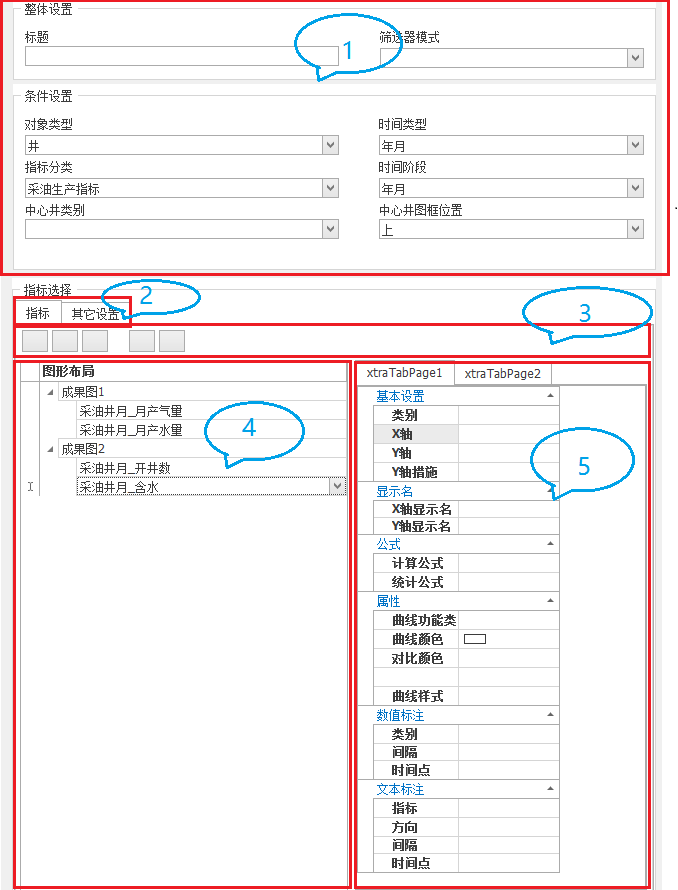 整体设置
标题
筛选器模式
1
条件设置
对象类型
时间类型
井
年月
指标分类
时间阶段
采油生产指标
年月
中心井类别
中心井图框位置
上
指标选择
2
指标
其它设置
3
图形布局
成果图1
采油井月_月产气量
采油井月_月产水量
成果图2
采油井月_开井数
采油井月_含水
4
xtraTabPage1
xtraTabPage2
基本设置
类别
X轴
Y轴
Y轴措施
5
显示名
X轴显示名
Y轴显示名
公式
计算公式
统计公式
属性
曲线功能类
曲线颜色
对比颜色
曲线样式
数值标注
类别
间隔
时间点
文本标注
指标
方向
间隔
时间点